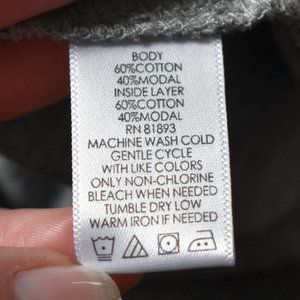 BODY
60%COTTON
40%MODAL
INSIDE LAYER
60%COTTON
40%MODAL
RN 81893
MACHINE WASH COLD
GENTLE CYCLE
WITH LIKE COLORS
ONLY NON-CHLORINE
BLEACH WHEN NEEDED
TUMBLE DRY LOW
WARM IRON IF NEEDED